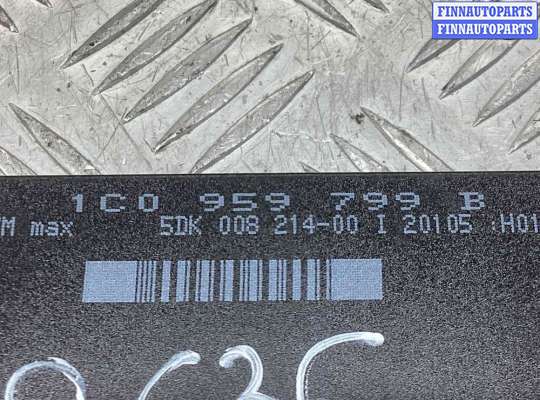 FINNAUTOPARTS
FINNAUTOPARTS
1C0 959 799 B
M max 5DK 008 214-00 I 20105 :H01